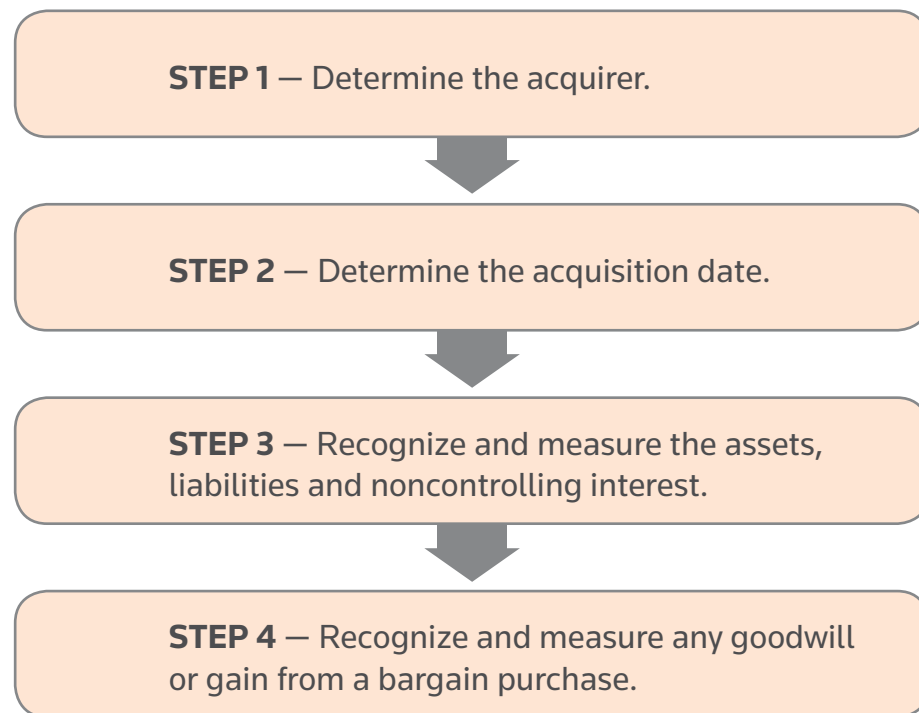 STEP 1 — Determine the acquirer.
STEP 2 — Determine the acquisition date.
STEP 3 — Recognize and measure the assets,
liabilities and noncontrolling interest.
STEP 4 — Recognize and measure any goodwill
or gain from a bargain purchase.